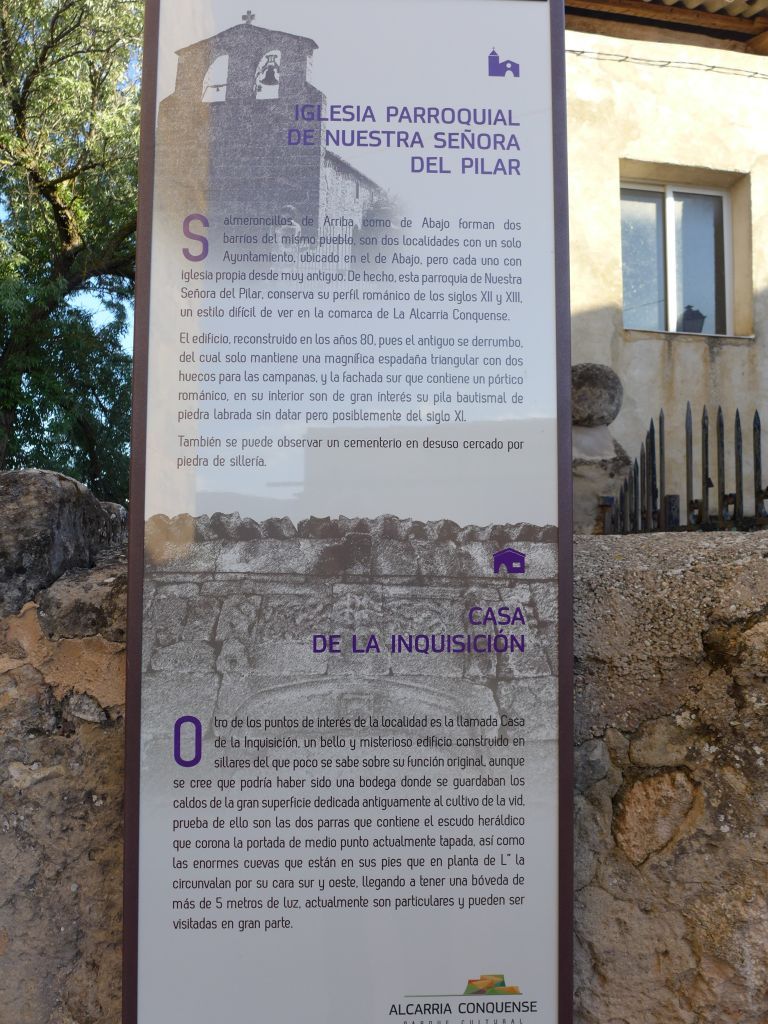 IGLESIA PARROQUIAL
DE NUESTRA SEÑORA
DEL PILAR
Salmeroncillos de Arriba, como de Abajo forman dos
barrios del mismo pueblo, son dos localidades con un solo
Ayuntamiento, ubicado en el de Abajo, pero cada uno con
iglesia propia desde muy antiguo. De hecho, esta parroquia de Nuestra
Señora del Pilar, conserva su perfil románico de los siglos XII y XIII,
un estilo difícil de ver en la comarca de La Alcarria Conquense.
El edificio, reconstruido en los años 80, pues el antiguo se derrumbo,
del cual solo mantiene una magnífica espadaña triangular con dos
huecos para las campanas, y la fachada sur que contiene un pórtico
románico, en su interior son de gran interés su pila bautismal de
piedra labrada sin datar pero posiblemente del siglo XI.
También se puede observar un cementerio en desuso cercado por
piedra de sillería.
CASA
DE LA INQUISICIÓN
Otro de los puntos de interés de la localidad es la llamada Casa
de la Inquisición, un bello y misterioso edificio construido en
sillares del que poco se sabe sobre su función original, aunque
se cree que podría haber sido una bodega donde se guardaban los
caldos de la gran superficie dedicada antiguamente al cultivo de la vid,
prueba de ello son las dos parras que contiene el escudo heráldico
que corona la portada de medio punto actualmente tapada, así como
las enormes cuevas que están en sus pies que en planta de L" la
circunvalan por su cara sur y oeste, llegando a tener una bóveda de
más de 5 metros de luz, actualmente son particulares y pueden ser
visitadas en gran parte.
ALCARRIA CONQUENSE
PARQUE CULTURAL